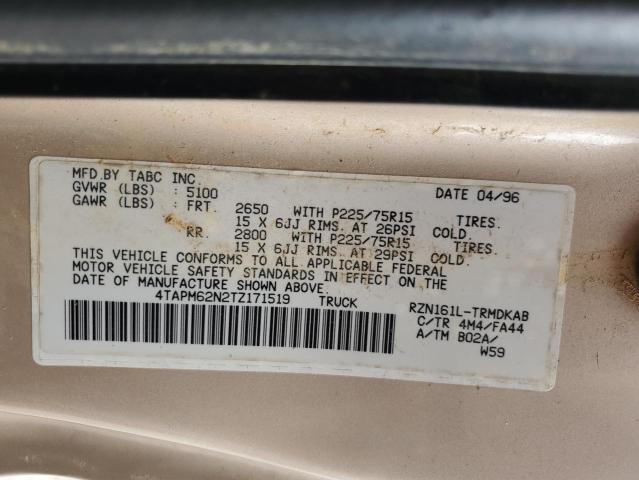 MFD.BY TABC INC. DATE 04/96
GVWR (LBS) : 5100
GAWR (LBS) : FRT. 2650 WITH P225/75R15 TIRES.
15 X 6JJ RIMS. AT 26PSI COLD.
RR. 2800 WITH P225/75R15 TIRES.
15 X 6JJ RIMS. AT 29PSI COLD.
THIS VEHICLE CONFORMS TO ALL APPLICABLE FEDERAL
MOTOR VEHICLE SAFETY STANDARDS IN EFFECT ON THE
DATE OF MANUFACTURE SHOWN ABOVE.
4TAPM62N2TZ171519 TRUCK RZN161L-TRMDKAB
C/TR 4M4/FA44
A/TM B02A/
W59